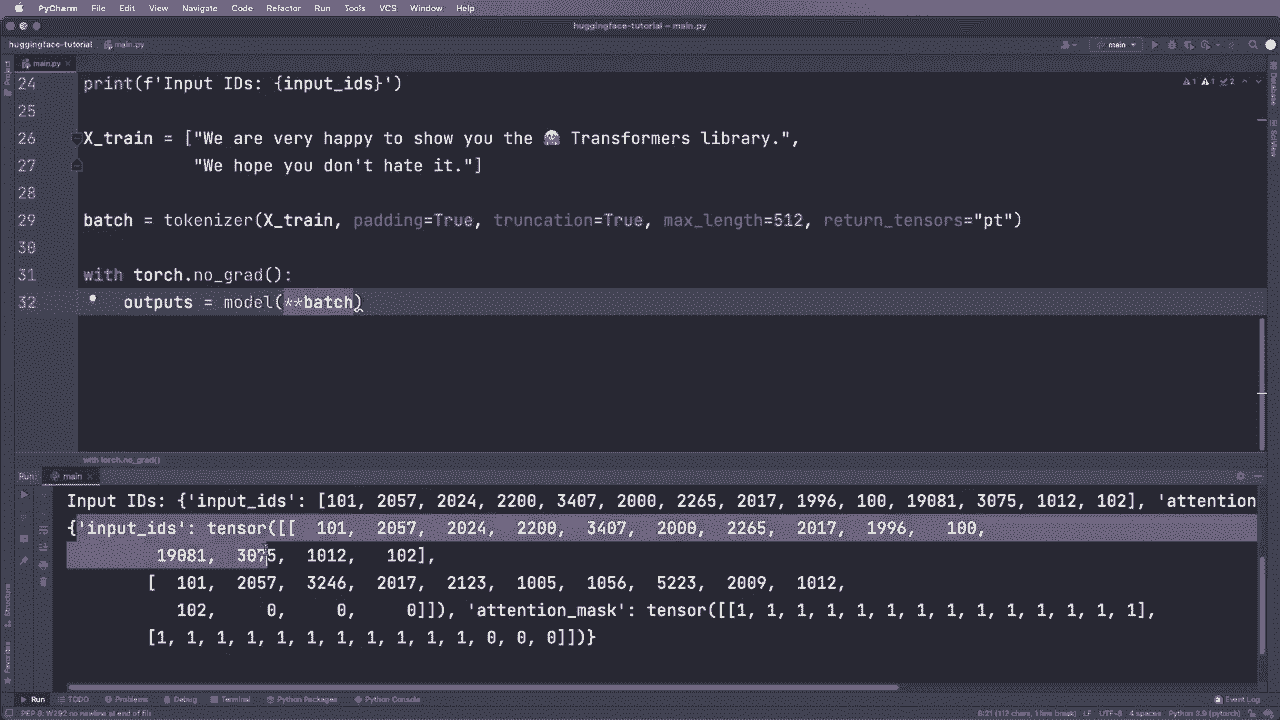 PyCharm File Edit View Navigate Code Refactor Run Tools VCS Window Help
huggingface-tutorial – main.py
huggingface-tutorial main.py main
main.py
24 print(f'Input IDs: {input_ids}')
25
26 X_train = ["We are very happy to show you the 🤗 Transformers library.",
27 "We hope you don't hate it."]
28
29 batch = tokenizer(X_train, padding=True, truncation=True, max_length=512, return_tensors="pt")
30
31 with torch.no_grad():
32 outputs = model(**batch)
with torch.no_grad()
Run: main
Input IDs: {'input_ids': [101, 2057, 2024, 2200, 3407, 2000, 2265, 2017, 1996, 100, 19081, 3075, 1012, 102], 'attention
{'input_ids': tensor([[ 101, 2057, 2024, 2200, 3407, 2000, 2265, 2017, 1996, 100,
19081, 3075, 1012, 102],
[ 101, 2057, 3246, 2017, 2123, 1005, 1056, 5223, 2009, 1012,
102, 0, 0, 0]]), 'attention_mask': tensor([[1, 1, 1, 1, 1, 1, 1, 1, 1, 1, 1, 1, 1, 1],
[1, 1, 1, 1, 1, 1, 1, 1, 1, 1, 1, 0, 0, 0]])}
Run TODO Problems Debug Terminal Python Packages Python Console Event Log
PEP 8: W292 no newline at end of file LF UTF-8 4 spaces Python 3.9 (pytorch)